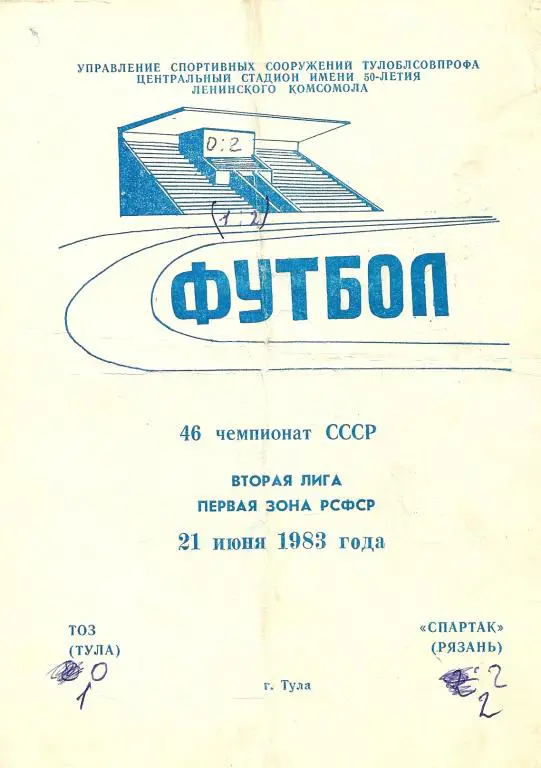 УПРАВЛЕНИЕ СПОРТИВНЫХ СООРУЖЕНИЙ ТУЛОБЛСОВПРОФА
ЦЕНТРАЛЬНЫЙ СТАДИОН ИМЕНИ 50-ЛЕТИЯ
ЛЕНИНСКОГО КОМСОМОЛА
0:2
(1:2)
ФУТБОЛ
46 чемпионат СССР
ВТОРАЯ ЛИГА
ПЕРВАЯ ЗОНА РСФСР
21 июня 1983 года
ТОЗ
(ТУЛА)
0
1
«СПАРТАК»
(РЯЗАНЬ)
2
2
г. Тула